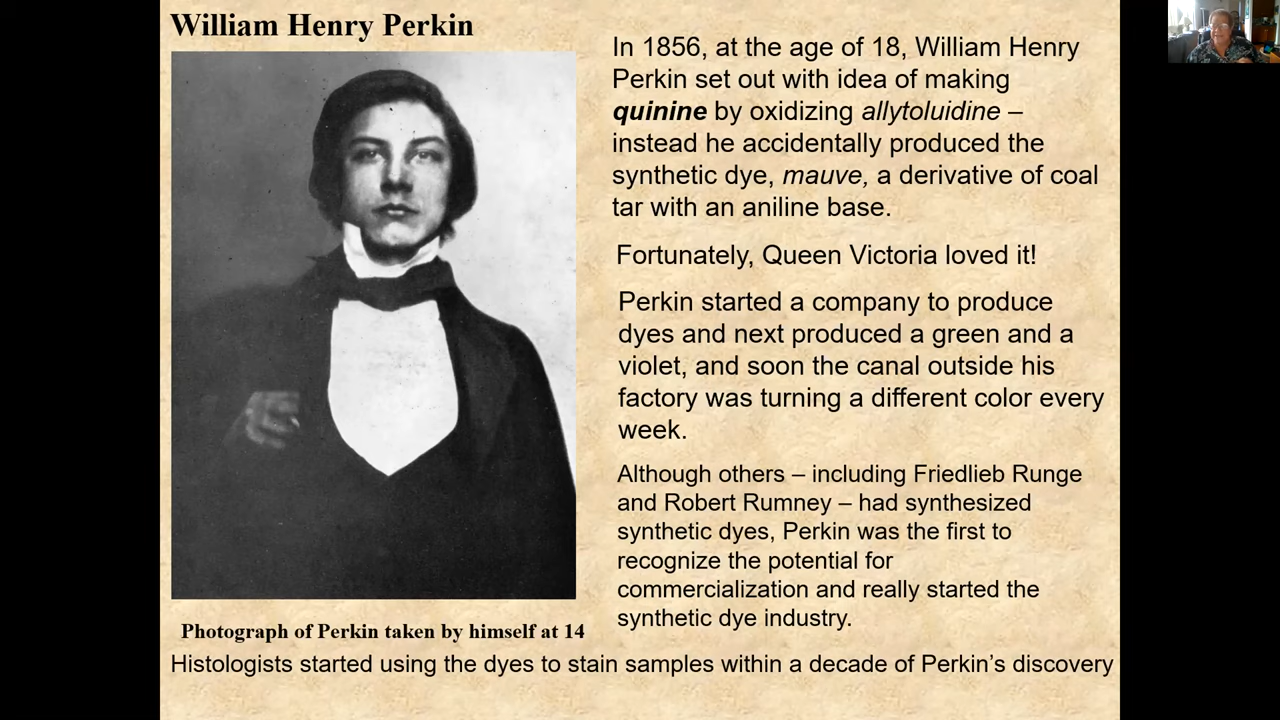 William Henry Perkin
In 1856, at the age of 18, William Henry
Perkin set out with idea of making
quinine by oxidizing allytoluidine –
instead he accidentally produced the
synthetic dye, mauve, a derivative of coal
tar with an aniline base.
Fortunately, Queen Victoria loved it!
Perkin started a company to produce
dyes and next produced a green and a
violet, and soon the canal outside his
factory was turning a different color every
week.
Although others – including Friedlieb Runge
and Robert Rumney – had synthesized
synthetic dyes, Perkin was the first to
recognize the potential for
commercialization and really started the
synthetic dye industry.
Photograph of Perkin taken by himself at 14
Histologists started using the dyes to stain samples within a decade of Perkin’s discovery